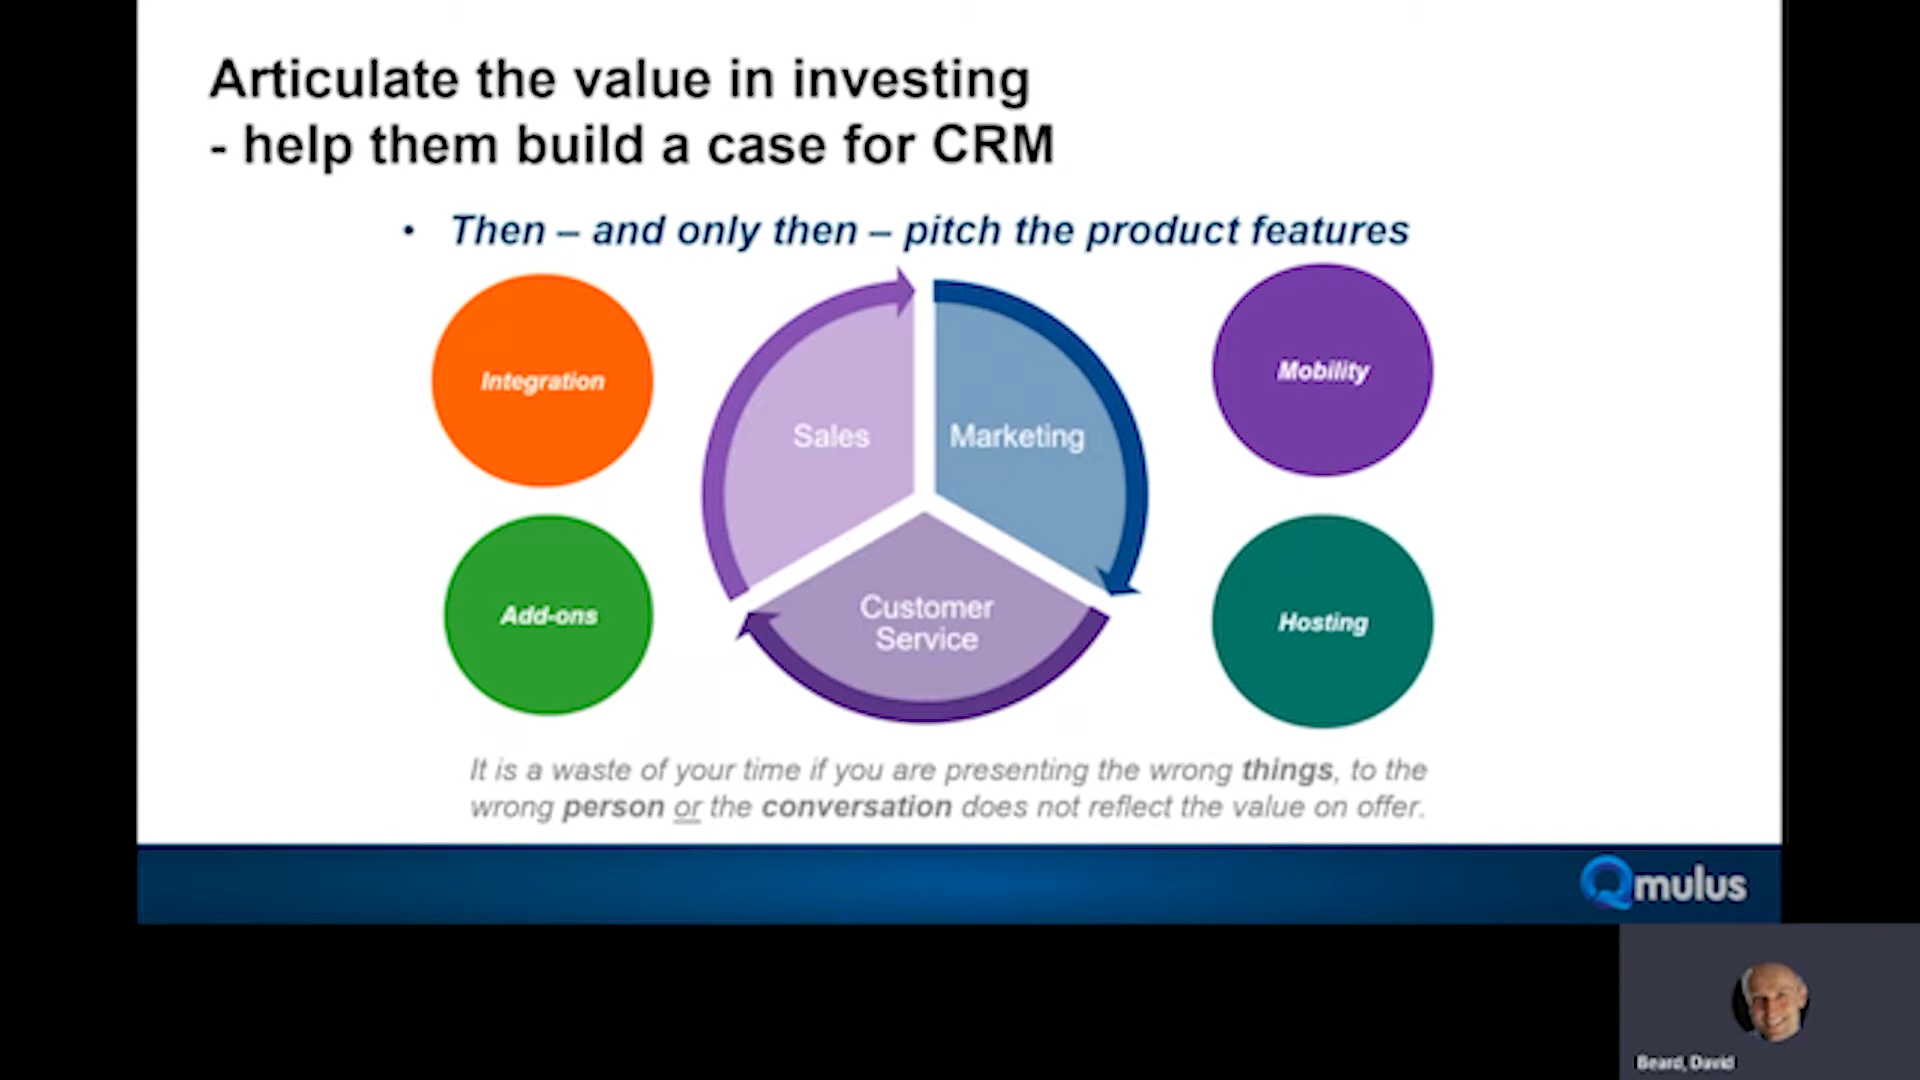 Articulate the value in investing
- help them build a case for CRM
• Then – and only then – pitch the product features
Integration
Mobility
Sales
Marketing
Add-ons
Customer
Service
Hosting
It is a waste of your time if you are presenting the wrong things, to the
wrong person or the conversation does not reflect the value on offer.
Qmulus
Beard, David